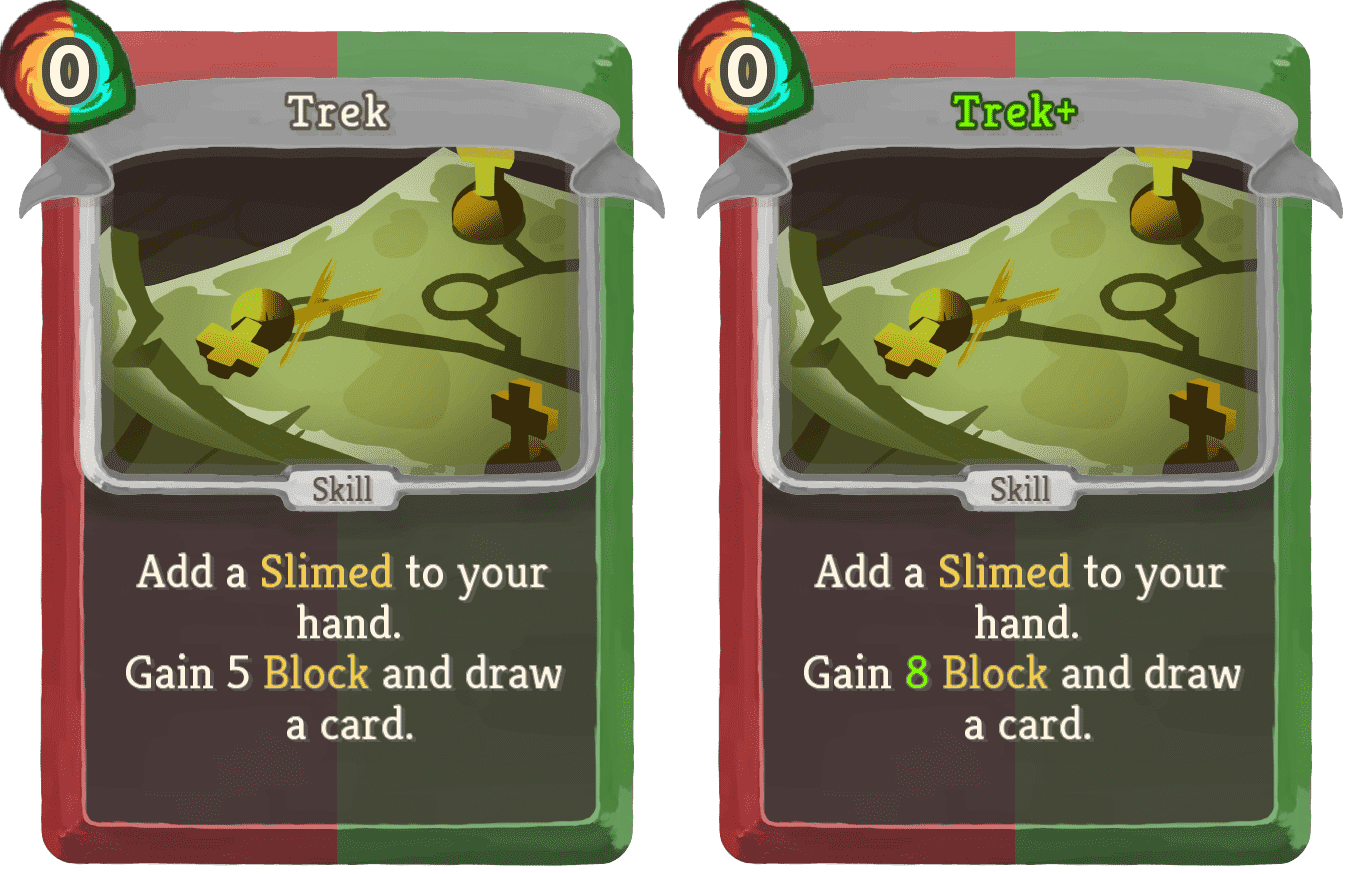 0
Trek
Skill
Add a Slimed to your
hand.
Gain 5 Block and draw
a card.
0
Trek+
Skill
Add a Slimed to your
hand.
Gain 8 Block and draw
a card.